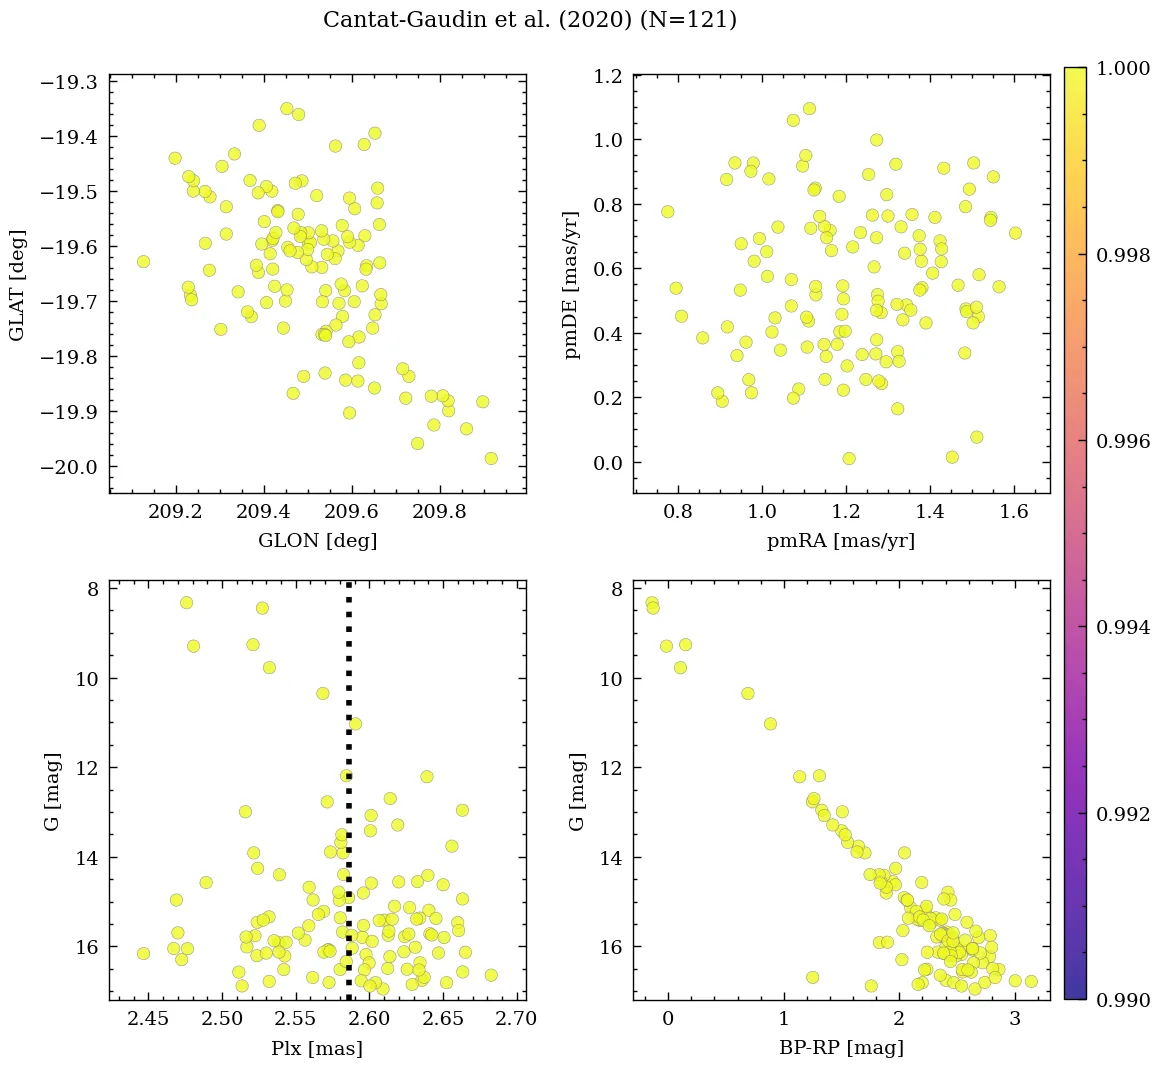 Cantat-Gaudin et al. (2020) (N=121)
−19.3
−19.4
−19.5
−19.6
−19.7
−19.8
−19.9
−20.0
GLAT [deg]
209.2 209.4 209.6 209.8
GLON [deg]
1.2
1.0
0.8
0.6
0.4
0.2
0.0
pmDE [mas/yr]
0.8 1.0 1.2 1.4 1.6
pmRA [mas/yr]
8
10
12
14
16
G [mag]
2.45 2.50 2.55 2.60 2.65 2.70
Plx [mas]
8
10
12
14
16
G [mag]
0 1 2 3
BP-RP [mag]
1.000
0.998
0.996
0.994
0.992
0.990